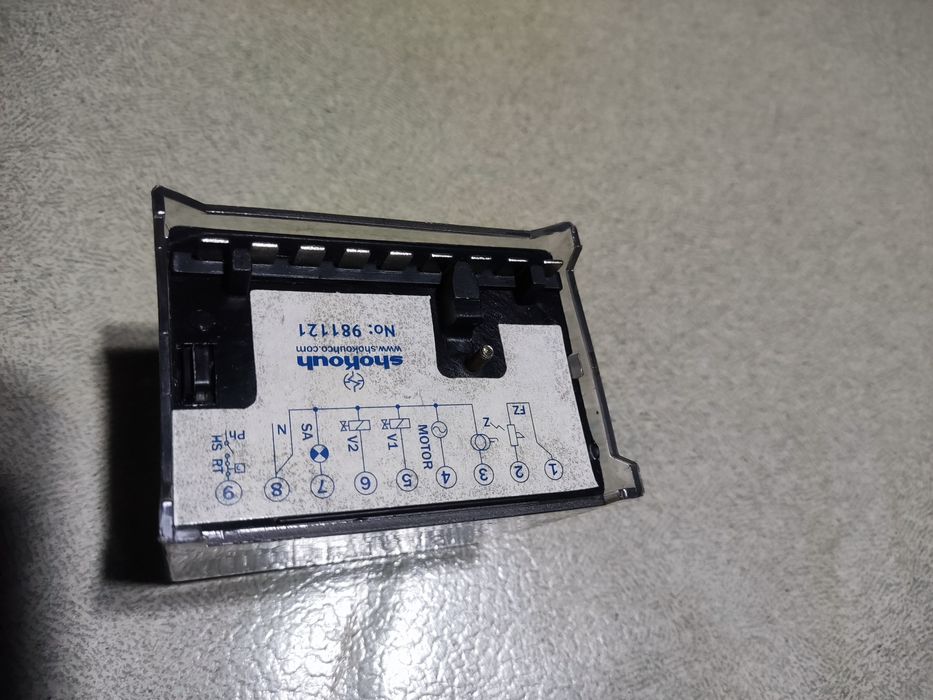 1 2 3 4 5 6 7 8 9
FZ
Z
MOTOR
V1
V2
SA
N
HS RT
Ph
shokouh
www.shokouhco.com
No: 981121